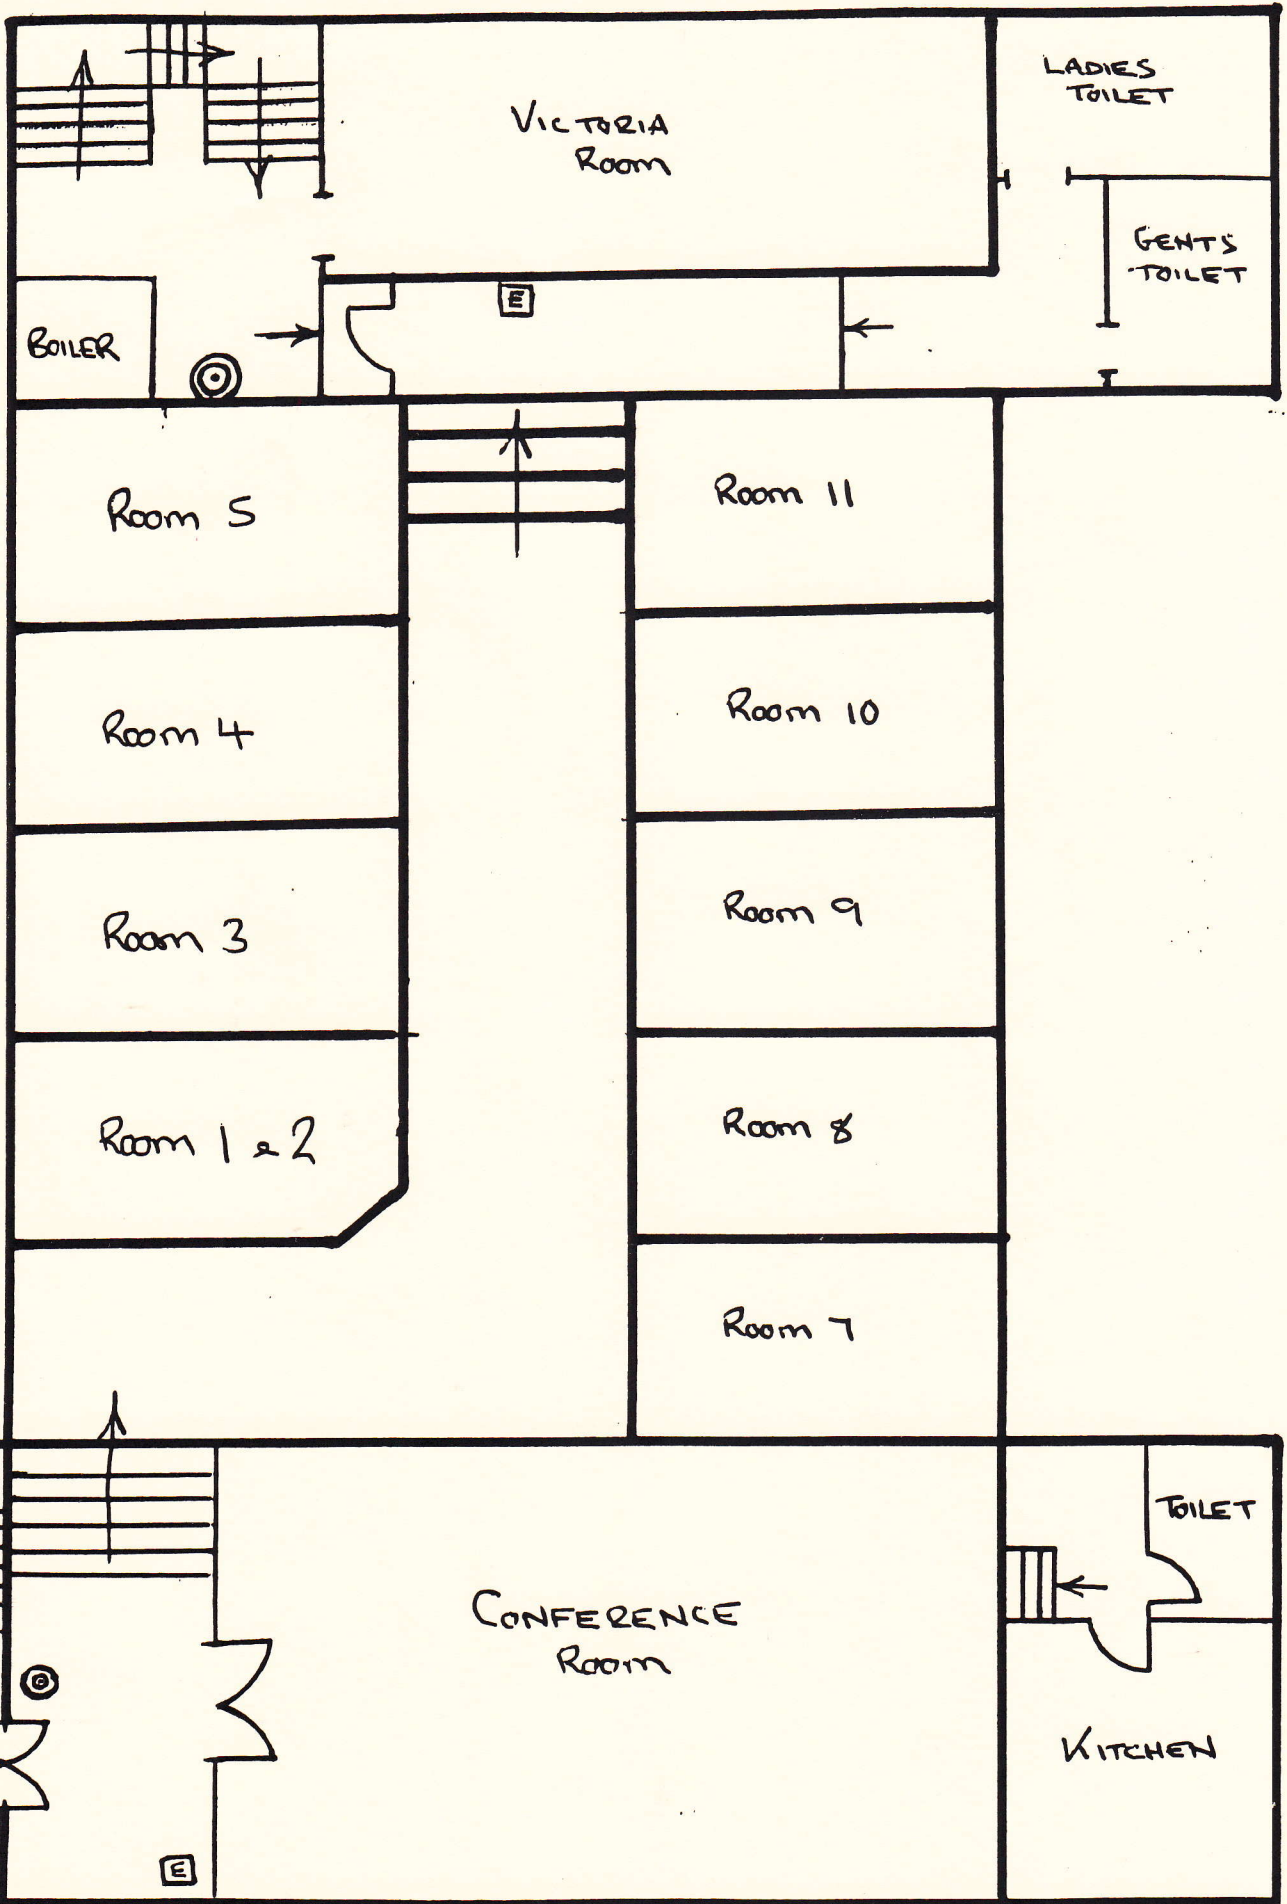 LADIES
TOILET
VICTORIA
Room
GENTS
TOILET
E
BOILER
Room 5
Room 11
Room 4
Room 10
Room 3
Room 9
Room 1 & 2
Room 8
Room 7
TOILET
CONFERENCE
Room
KITCHEN
E